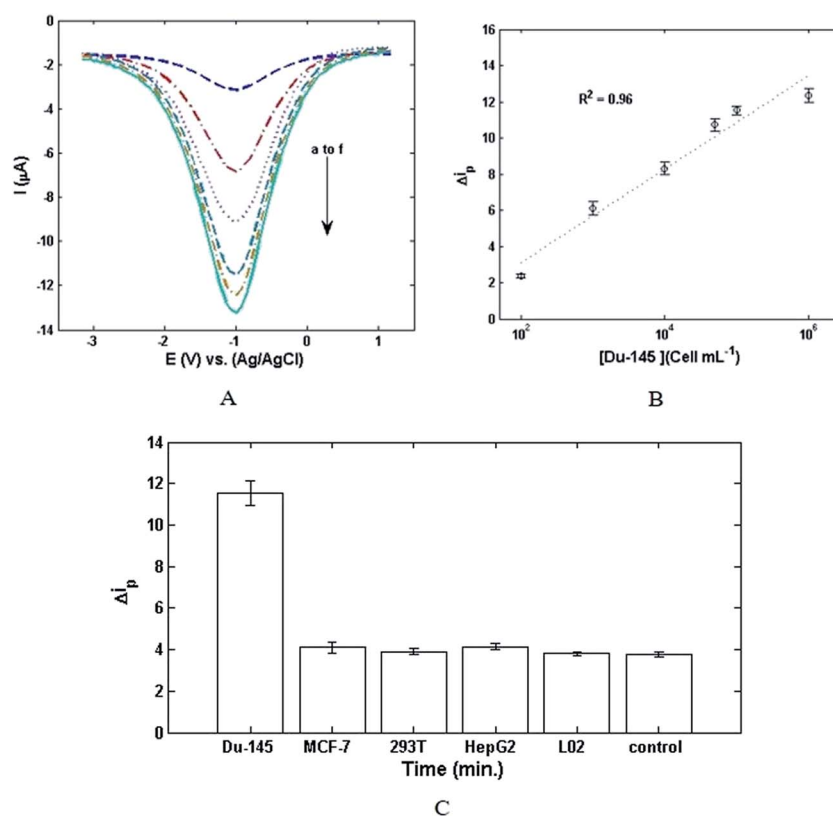 0
-2
-4
-6
-8
-10
-12
-14
I (µA)
a to f
-3 -2 -1 0 1
E (V) vs. (Ag/AgCl)
A
16
14
12
10
8
6
4
2
0
Δip
R² = 0.96
10² 10⁴ 10⁶
[Du-145 ](Cell mL⁻¹)
B
14
12
10
8
6
4
2
0
Δip
Du-145 MCF-7 293T HepG2 L02 control
Time (min.)
C